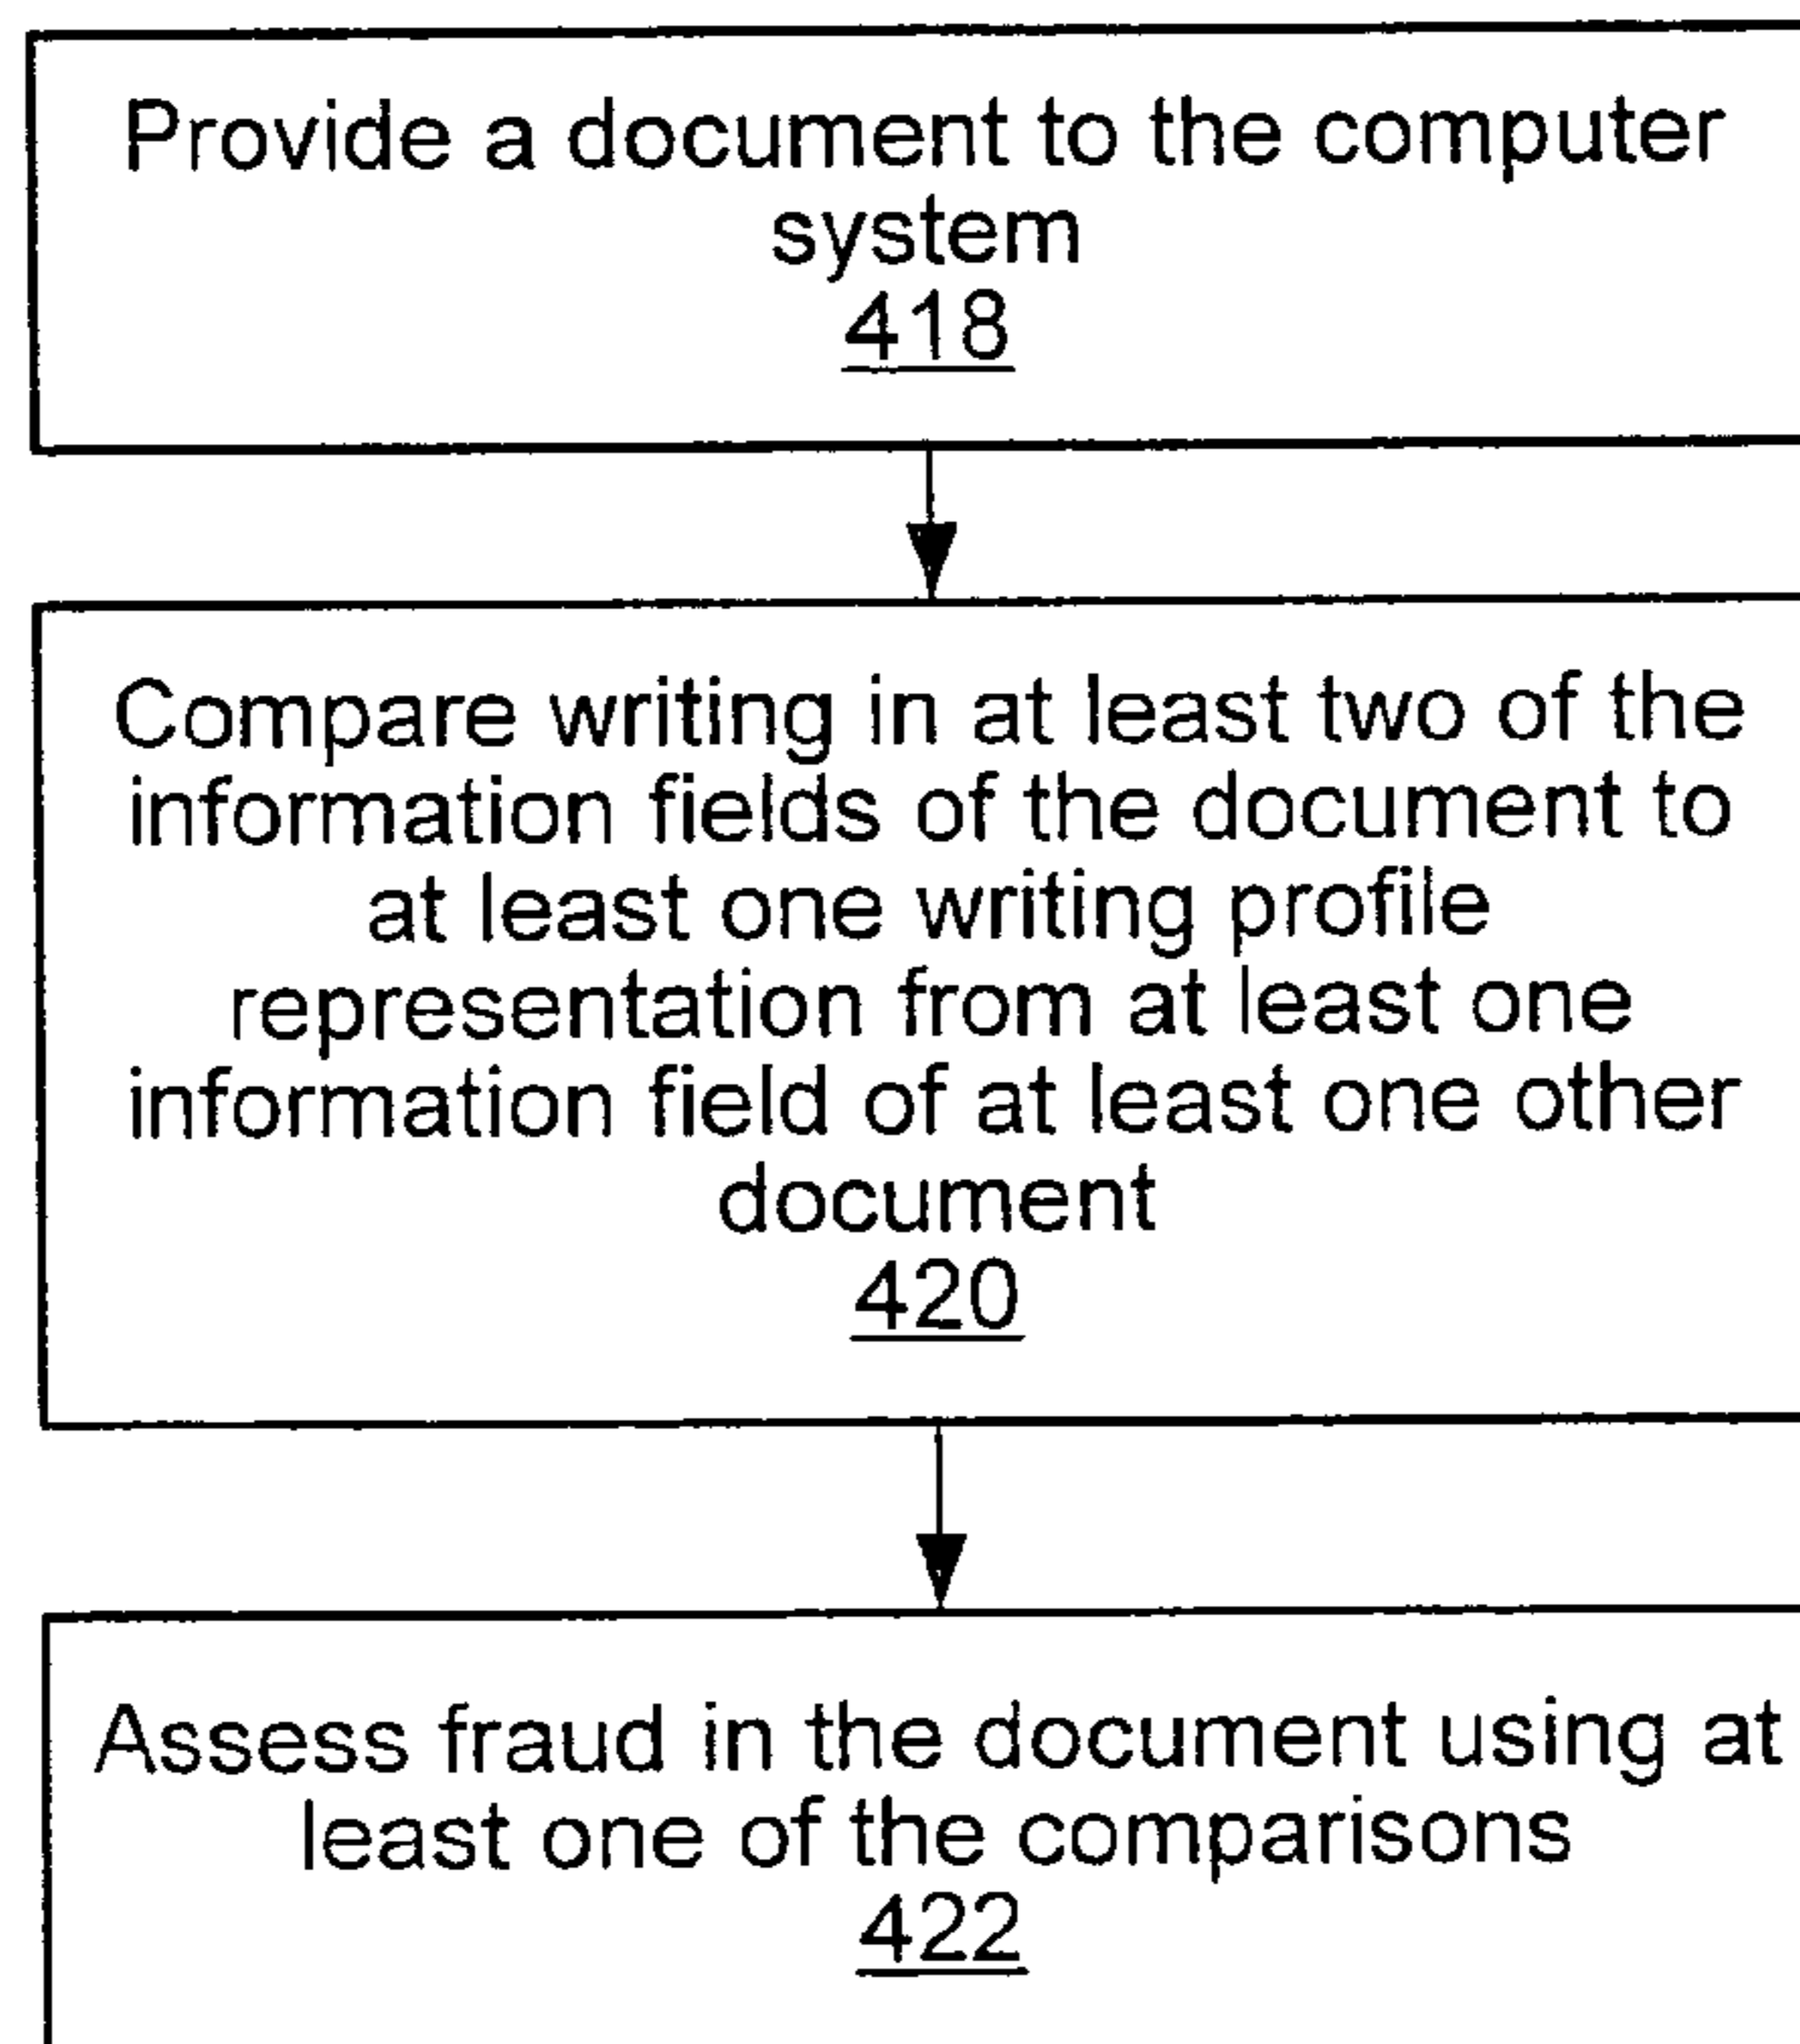 Provide a document to the computer
system
418
Compare writing in at least two of the
information fields of the document to
at least one writing profile
representation from at least one
information field of at least one other
document
420
Assess fraud in the document using at
least one of the comparisons
422